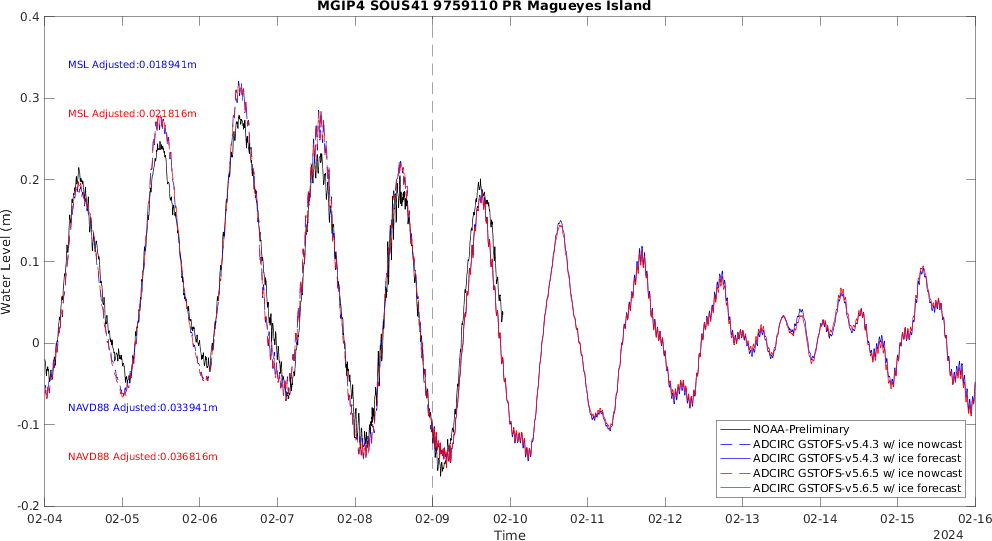 MGIP4 SOUS41 9759110 PR Magueyes Island
0.4
0.3
0.2
0.1
0
-0.1
-0.2
Water Level (m)
MSL Adjusted:0.018941m
MSL Adjusted:0.021816m
NAVD88 Adjusted:0.033941m
NAVD88 Adjusted:0.036816m
NOAA-Preliminary
ADCIRC GSTOFS-v5.4.3 w/ ice nowcast
ADCIRC GSTOFS-v5.4.3 w/ ice forecast
ADCIRC GSTOFS-v5.6.5 w/ ice nowcast
ADCIRC GSTOFS-v5.6.5 w/ ice forecast
02-04 02-05 02-06 02-07 02-08 02-09 02-10 02-11 02-12 02-13 02-14 02-15 02-16
Time
2024